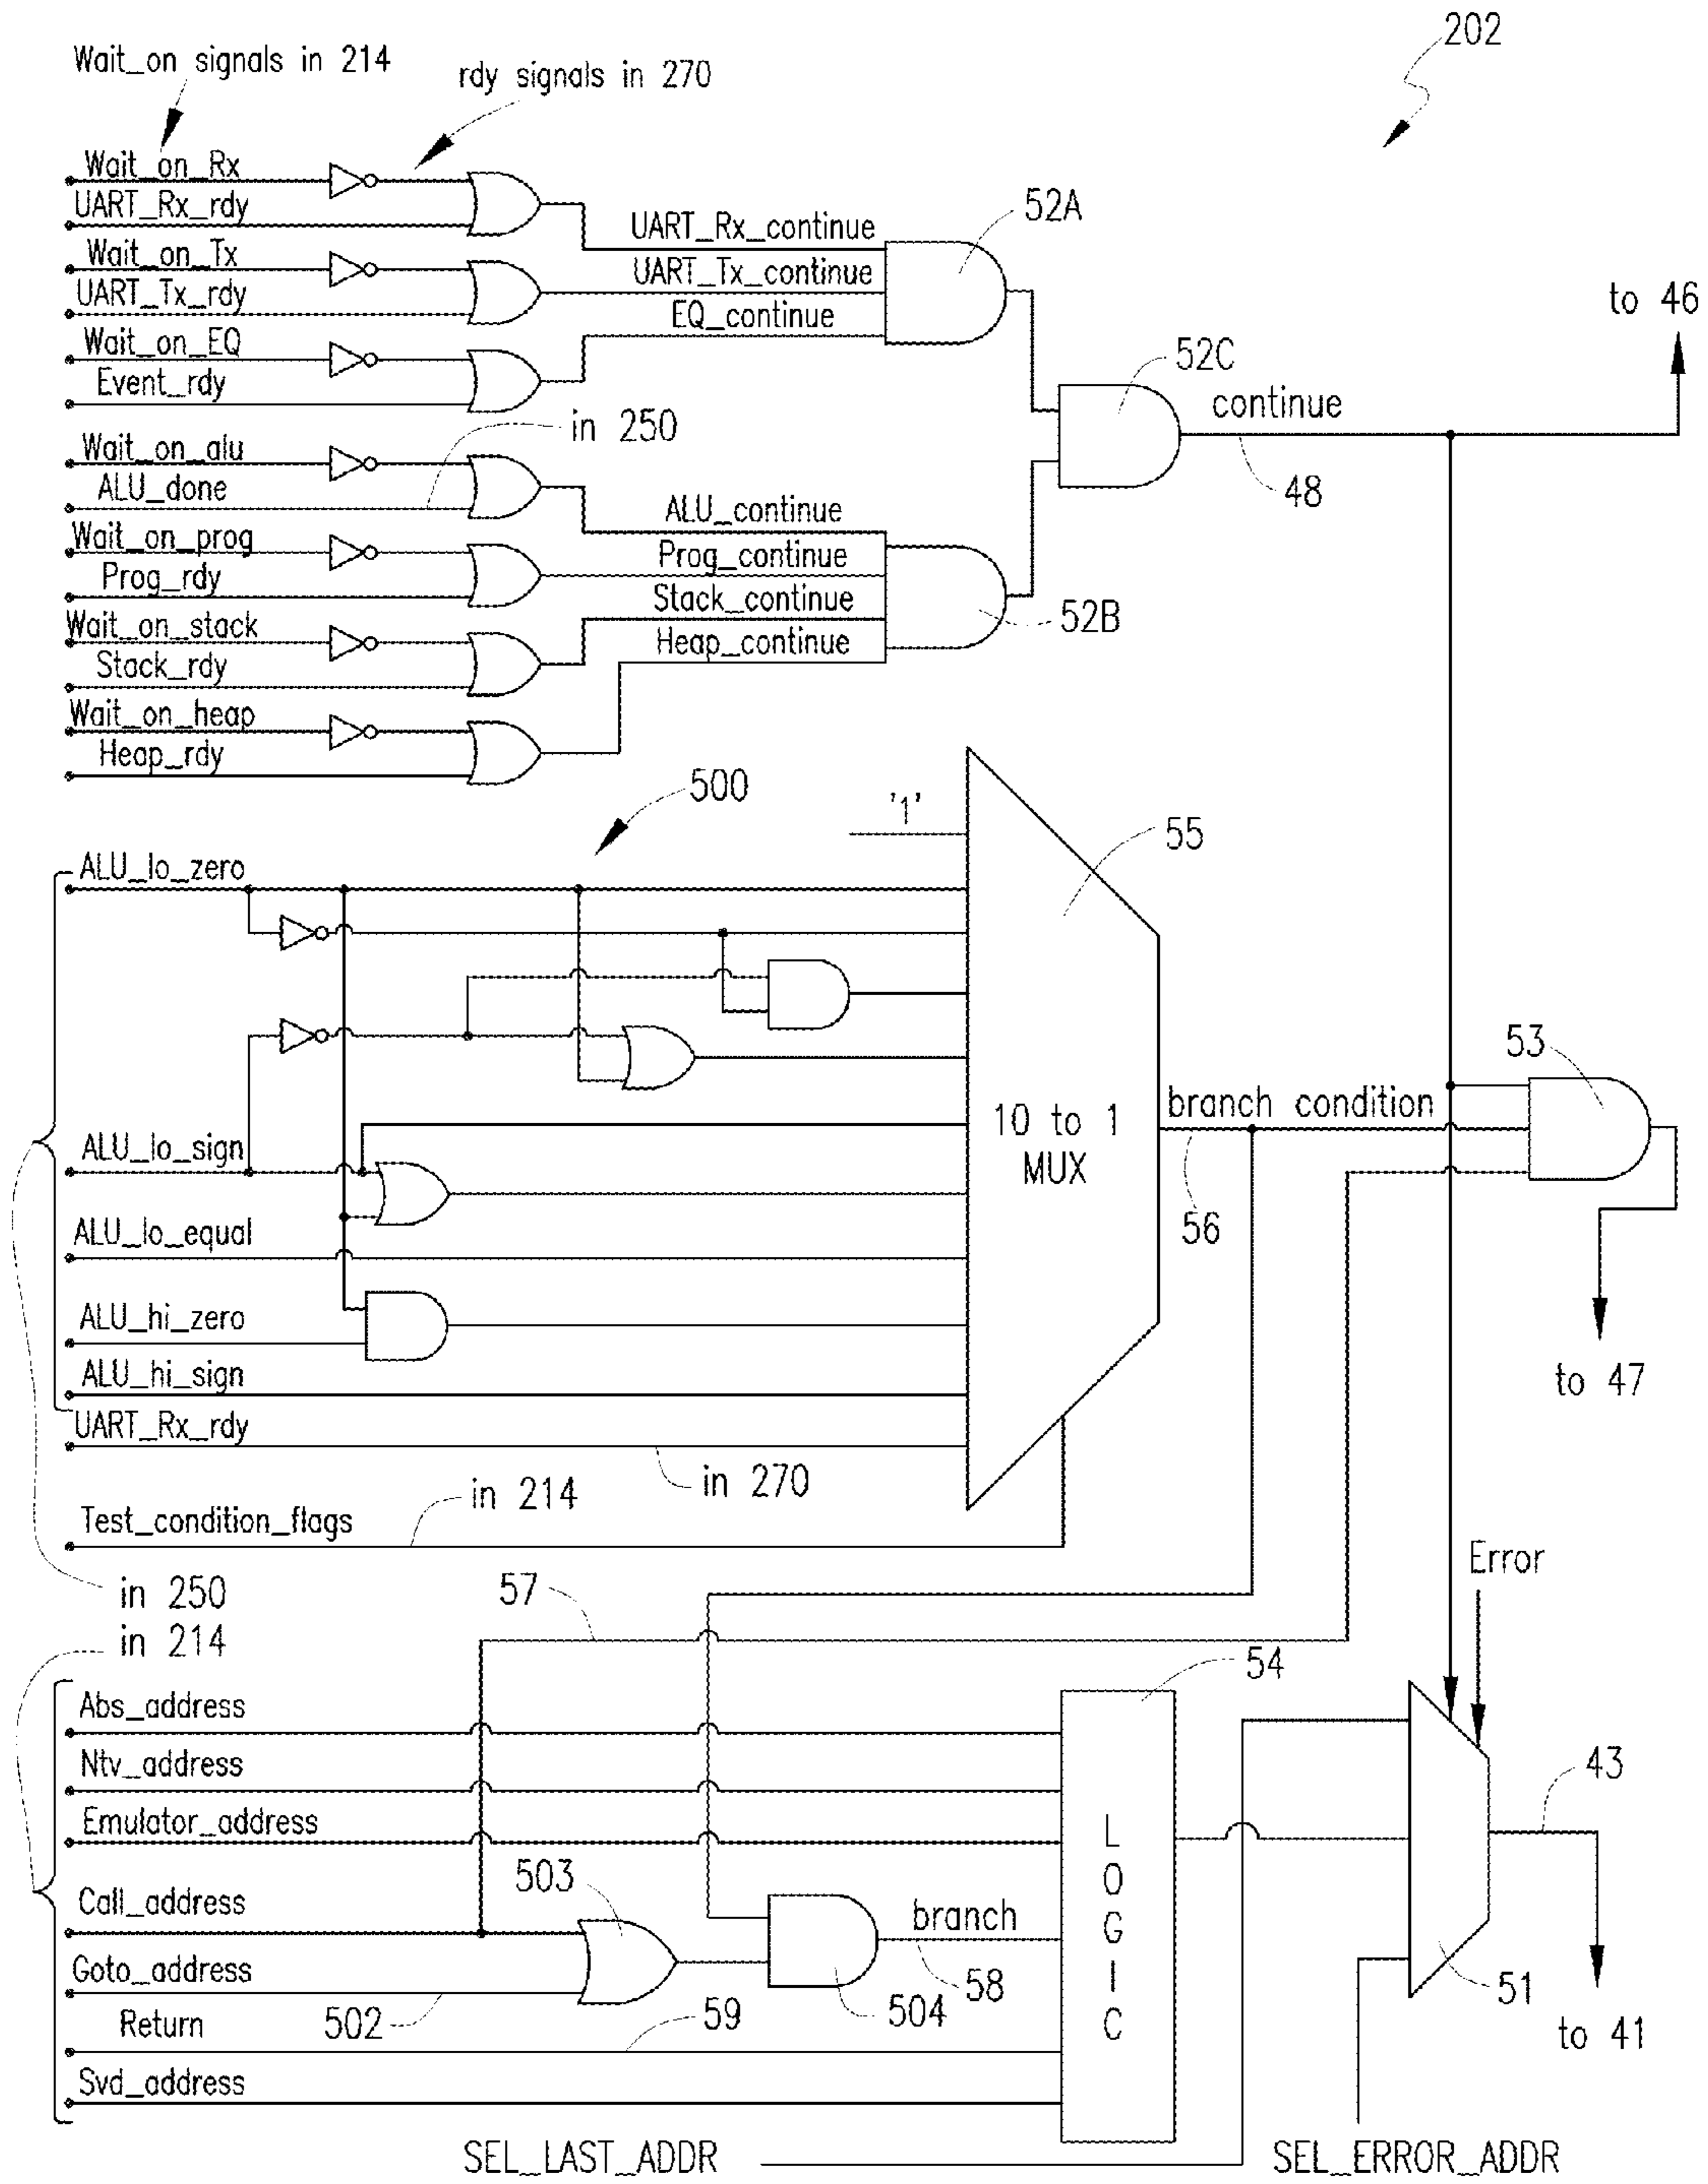 202
Wait_on signals in 214
rdy signals in 270
Wait_on_Rx
UART_Rx_rdy
Wait_on_Tx
UART_Tx_rdy
Wait_on_EQ
Event_rdy
in 250
Wait_on_alu
ALU_done
Wait_on_prog
Prog_rdy
Wait_on_stack
Stack_rdy
Wait_on_heap
Heap_rdy
UART_Rx_continue
UART_Tx_continue
EQ_continue
ALU_continue
Prog_continue
Stack_continue
Heap_continue
52A
52B
52C
continue
48
to 46
500
'1'
55
ALU_lo_zero
ALU_lo_sign
ALU_lo_equal
ALU_hi_zero
ALU_hi_sign
UART_Rx_rdy
in 270
in 214
Test_condition_flags
10 to 1
MUX
branch condition
56
53
to 47
in 250
in 214
57
Error
54
Abs_address
Ntv_address
Emulator_address
Call_address
Goto_address
Return
Svd_address
503
502
504
branch
58
59
LOGIC
43
51
to 41
SEL_LAST_ADDR
SEL_ERROR_ADDR